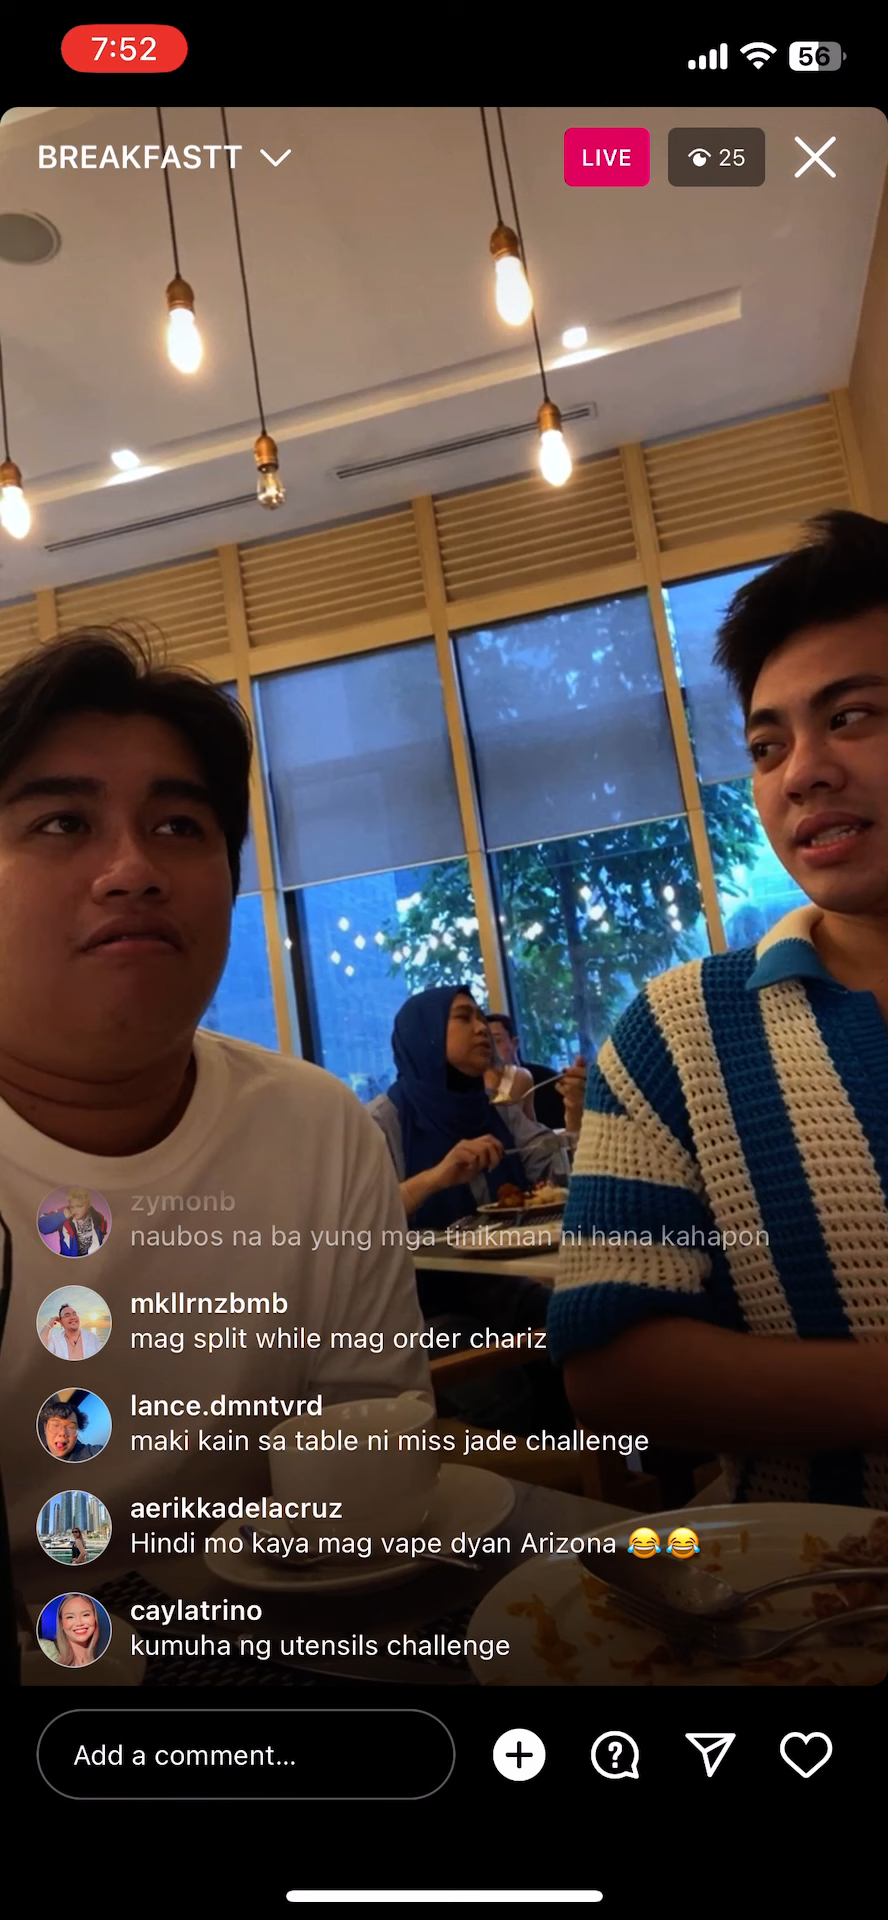 7:52
56
BREAKFASTT
LIVE
25
zymonb
naubos na ba yung mga tinikman ni hana kahapon
mkllrnzbmb
mag split while mag order chariz
lance.dmntvrd
maki kain sa table ni miss jade challenge
aerikkadelacruz
Hindi mo kaya mag vape dyan Arizona 😂😂
caylatrino
kumuha ng utensils challenge
Add a comment...